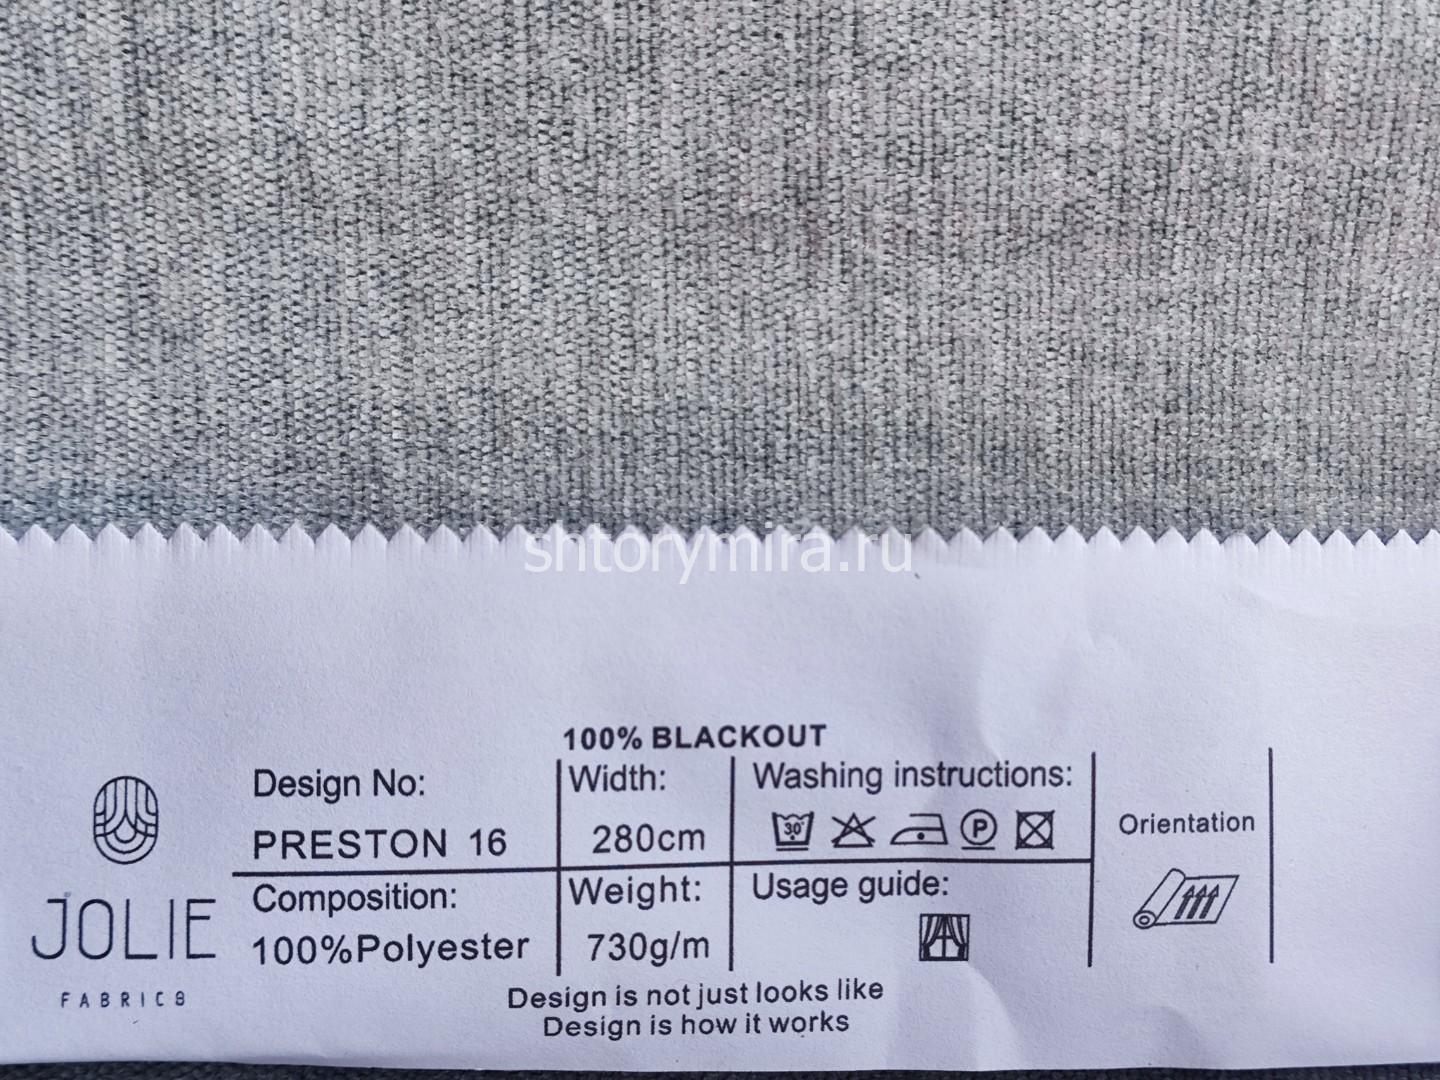 shtorymira.ru
100% BLACKOUT
Design No:
PRESTON 16
Width:
280cm
Washing instructions:
30°
P
Composition:
100%Polyester
Weight:
730g/m
Usage guide:
Orientation
JOLIE
FABRICS
Design is not just looks like
Design is how it works